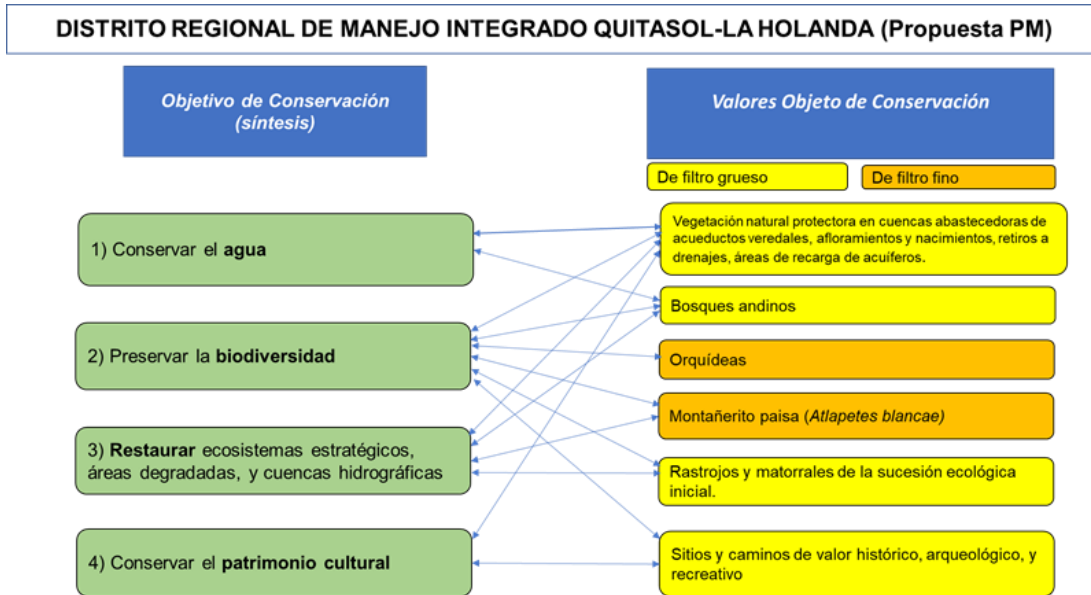 DISTRITO REGIONAL DE MANEJO INTEGRADO QUITASOL-LA HOLANDA (Propuesta PM)
Objetivo de Conservación
(síntesis)
Valores Objeto de Conservación
De filtro grueso
De filtro fino
1) Conservar el agua
2) Preservar la biodiversidad
3) Restaurar ecosistemas estratégicos,
áreas degradadas, y cuencas hidrográficas
4) Conservar el patrimonio cultural
Vegetación natural protectora en cuencas abastecedoras de
acueductos veredales, afloramientos y nacimientos, retiros a
drenajes, áreas de recarga de acuíferos.
Bosques andinos
Orquídeas
Montañerito paisa (Atlapetes blancae)
Rastrojos y matorrales de la sucesión ecológica
inicial.
Sitios y caminos de valor histórico, arqueológico, y
recreativo